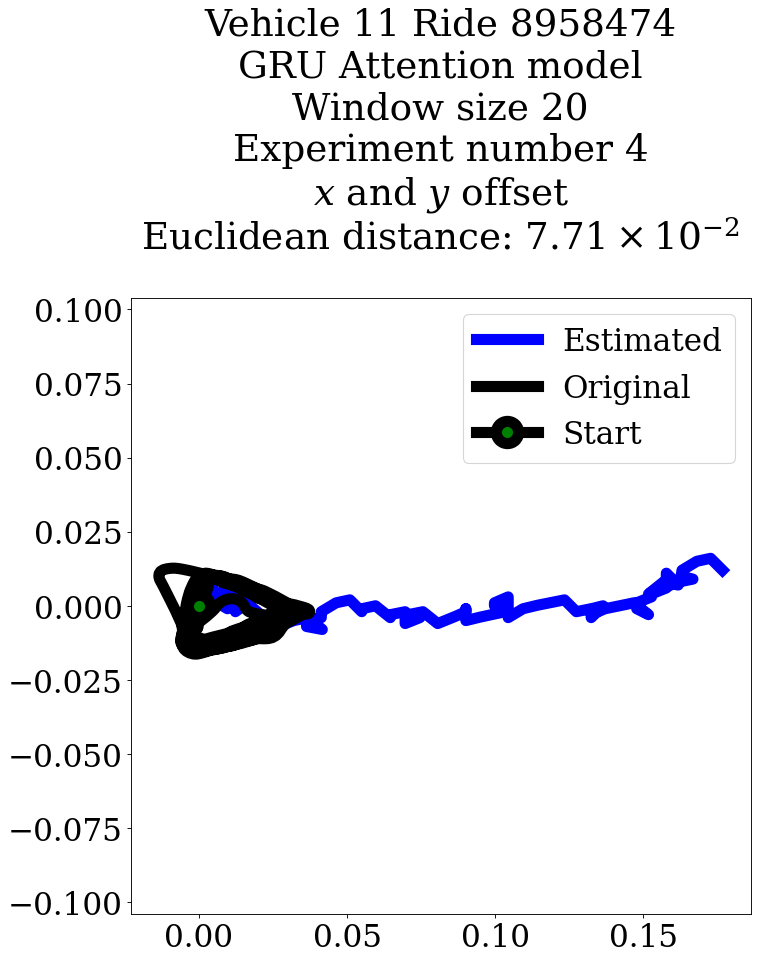 Vehicle 11 Ride 8958474
GRU Attention model
Window size 20
Experiment number 4
x and y offset
Euclidean distance: 7.71 × 10⁻²
Estimated
Original
Start
0.100
0.075
0.050
0.025
0.000
−0.025
−0.050
−0.075
−0.100
0.00 0.05 0.10 0.15